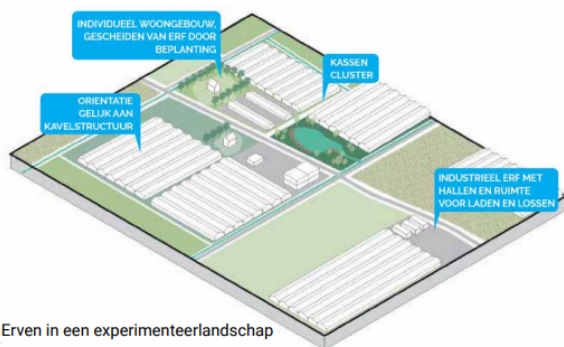 INDIVIDUEEL WOONGEBOUW,
GESCHEIDEN VAN ERF DOOR
BEPLANTING
KASSEN
CLUSTER
ORIENTATIE
GELIJK AAN
KAVELSTRUCTUUR
INDUSTRIEEL ERF MET
HALLEN EN RUIMTE
VOOR LADEN EN LOSSEN
Erven in een experimenteerlandschap